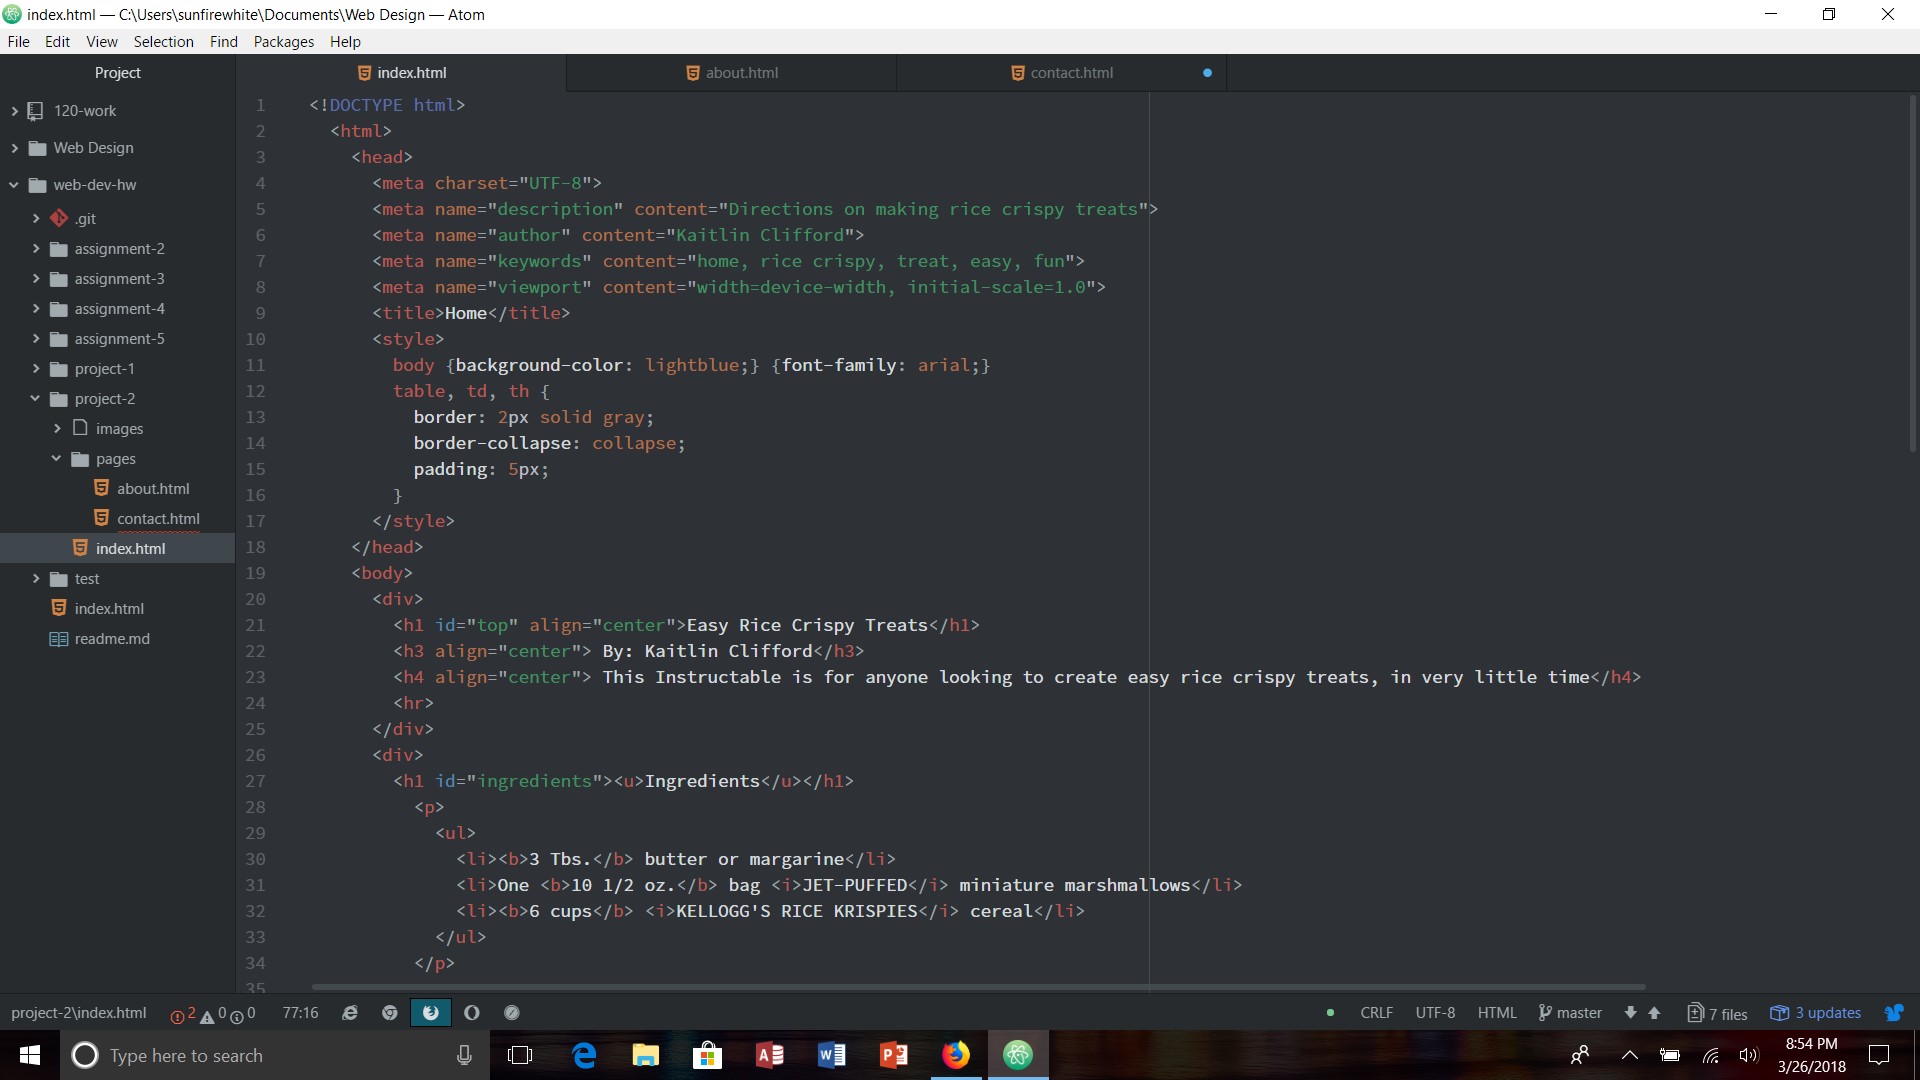 index.html — C:\Users\sunfirewhite\Documents\Web Design — Atom
File Edit View Selection Find Packages Help
Project
120-work
Web Design
web-dev-hw
.git
assignment-2
assignment-3
assignment-4
assignment-5
project-1
project-2
images
pages
about.html
contact.html
index.html
test
index.html
readme.md
index.html about.html contact.html
1 <!DOCTYPE html>
2 <html>
3 <head>
4 <meta charset="UTF-8">
5 <meta name="description" content="Directions on making rice crispy treats">
6 <meta name="author" content="Kaitlin Clifford">
7 <meta name="keywords" content="home, rice crispy, treat, easy, fun">
8 <meta name="viewport" content="width=device-width, initial-scale=1.0">
9 <title>Home</title>
10 <style>
11 body {background-color: lightblue;} {font-family: arial;}
12 table, td, th {
13 border: 2px solid gray;
14 border-collapse: collapse;
15 padding: 5px;
16 }
17 </style>
18 </head>
19 <body>
20 <div>
21 <h1 id="top" align="center">Easy Rice Crispy Treats</h1>
22 <h3 align="center"> By: Kaitlin Clifford</h3>
23 <h4 align="center"> This Instructable is for anyone looking to create easy rice crispy treats, in very little time</h4>
24 <hr>
25 </div>
26 <div>
27 <h1 id="ingredients"><u>Ingredients</u></h1>
28 <p>
29 <ul>
30 <li><b>3 Tbs.</b> butter or margarine</li>
31 <li>One <b>10 1/2 oz.</b> bag <i>JET-PUFFED</i> miniature marshmallows</li>
32 <li><b>6 cups</b> <i>KELLOGG'S RICE KRISPIES</i> cereal</li>
33 </ul>
34 </p>
35
project-2\index.html 2 0 0 77:16 CRLF UTF-8 HTML master 7 files 3 updates
Type here to search
8:54 PM
3/26/2018